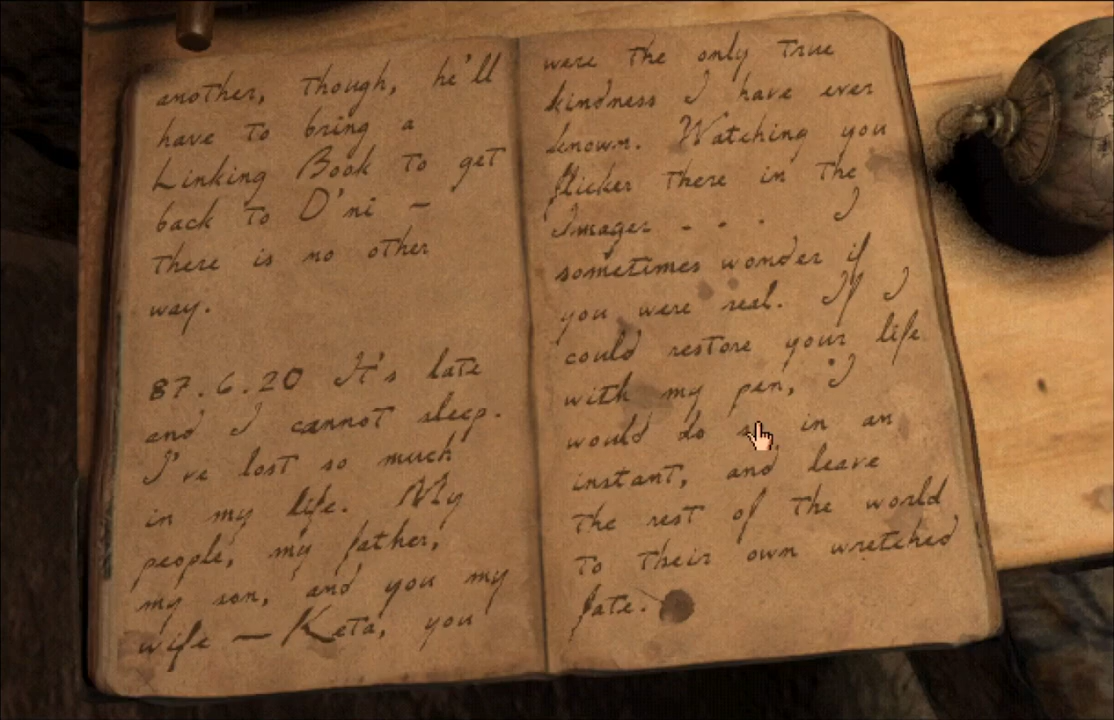 another, though, he'll
have to bring a
Linking Book to get
back to D'ni –
there is no other
way.
87.6.20 It's late
and I cannot sleep.
I've lost so much
in my life. My
people, my father,
my son, and you my
wife – Keta, you
were the only true
kindness I have ever
known. Watching you
flicker there in the
Imager . . . I
sometimes wonder if
you were real. If I
could restore your life
with my pen, I
would do so in an
instant, and leave
the rest of the world
to their own wretched
fate.